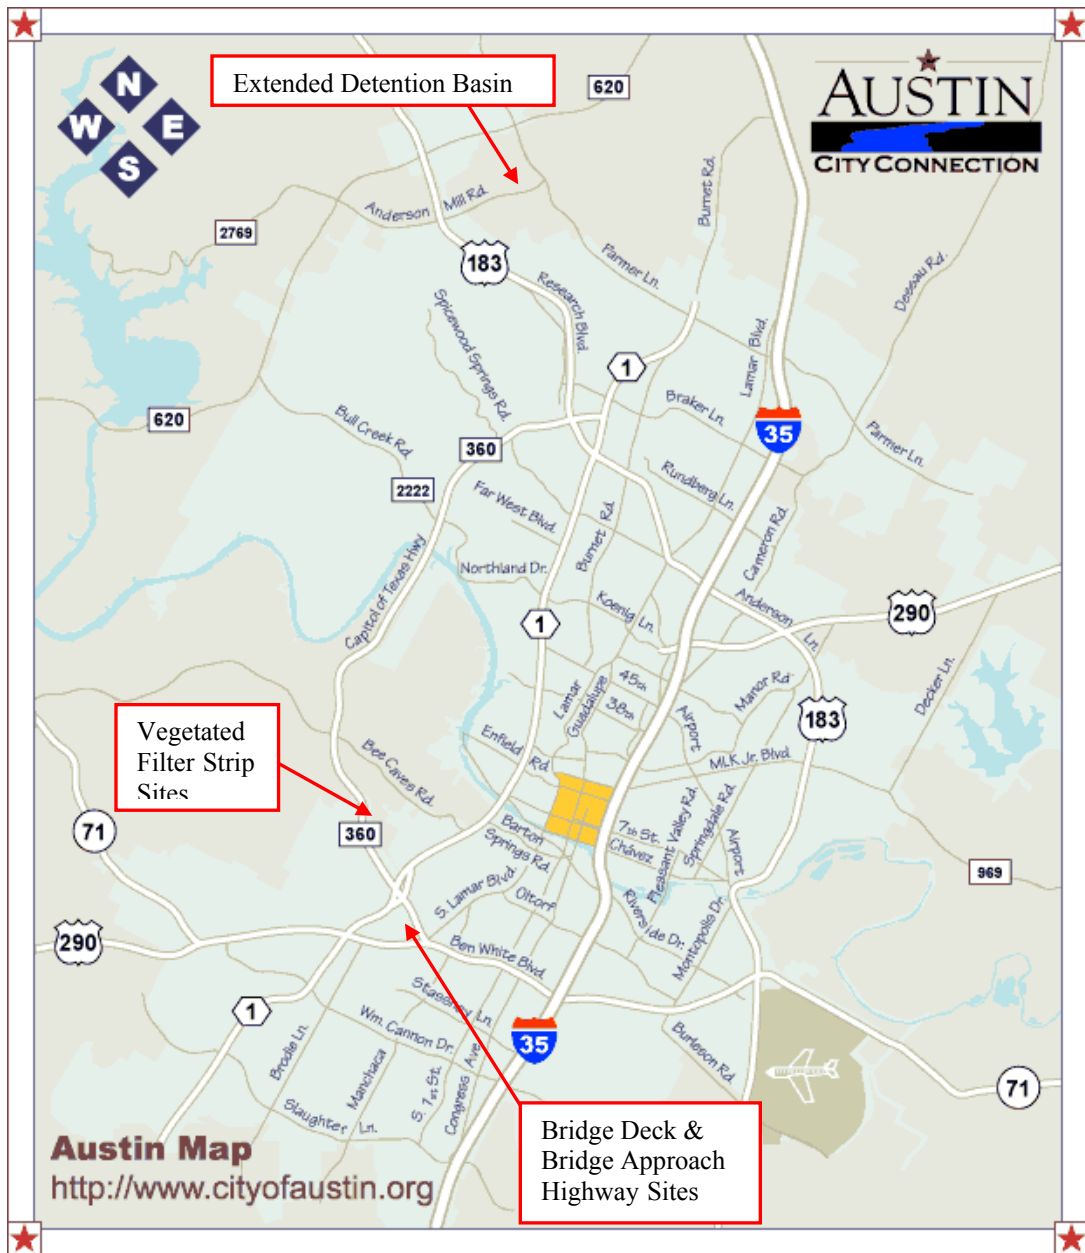 Extended Detention Basin
620
N
W E
S
AUSTIN
CITY CONNECTION
Burnet Rd.
Anderson Mill Rd.
2769
183
Farmer Ln.
Dessau Rd.
Research Blvd.
Spicewood Springs Rd.
Lamar Blvd.
1
620
Braker Ln.
Bull Creek Rd.
360
35
Parmer Ln.
2222
Rundberg Ln.
Far West Blvd.
Burnet Rd.
Cameron Rd.
Northland Dr.
Capitol of Texas Hwy
Koenig Ln.
Anderson Ln.
290
1
Decker Ln.
45th
Manor Rd
Lamar
Guadalupe
38th
Airport
183
Vegetated
Filter Strip
Sites
Enfield Rd.
MLK Jr. Blvd.
Bee Caves Rd.
71
360
Barton
Springs Rd.
7th St.
Chávez
Pleasant Valley Rd.
Springdale Rd.
Airport
969
S. Lamar Blvd.
Oltorf
Riverside Dr.
Montopolis Dr.
290
Ben White Blvd.
Stassney Ln.
1
Wm. Cannon Dr.
35
Burleson Rd.
Brodie Ln.
Manchaca
S. 1st St.
Congress Ave
71
Slaughter Ln.
Bridge Deck &
Bridge Approach
Highway Sites
Austin Map
http://www.cityofaustin.org